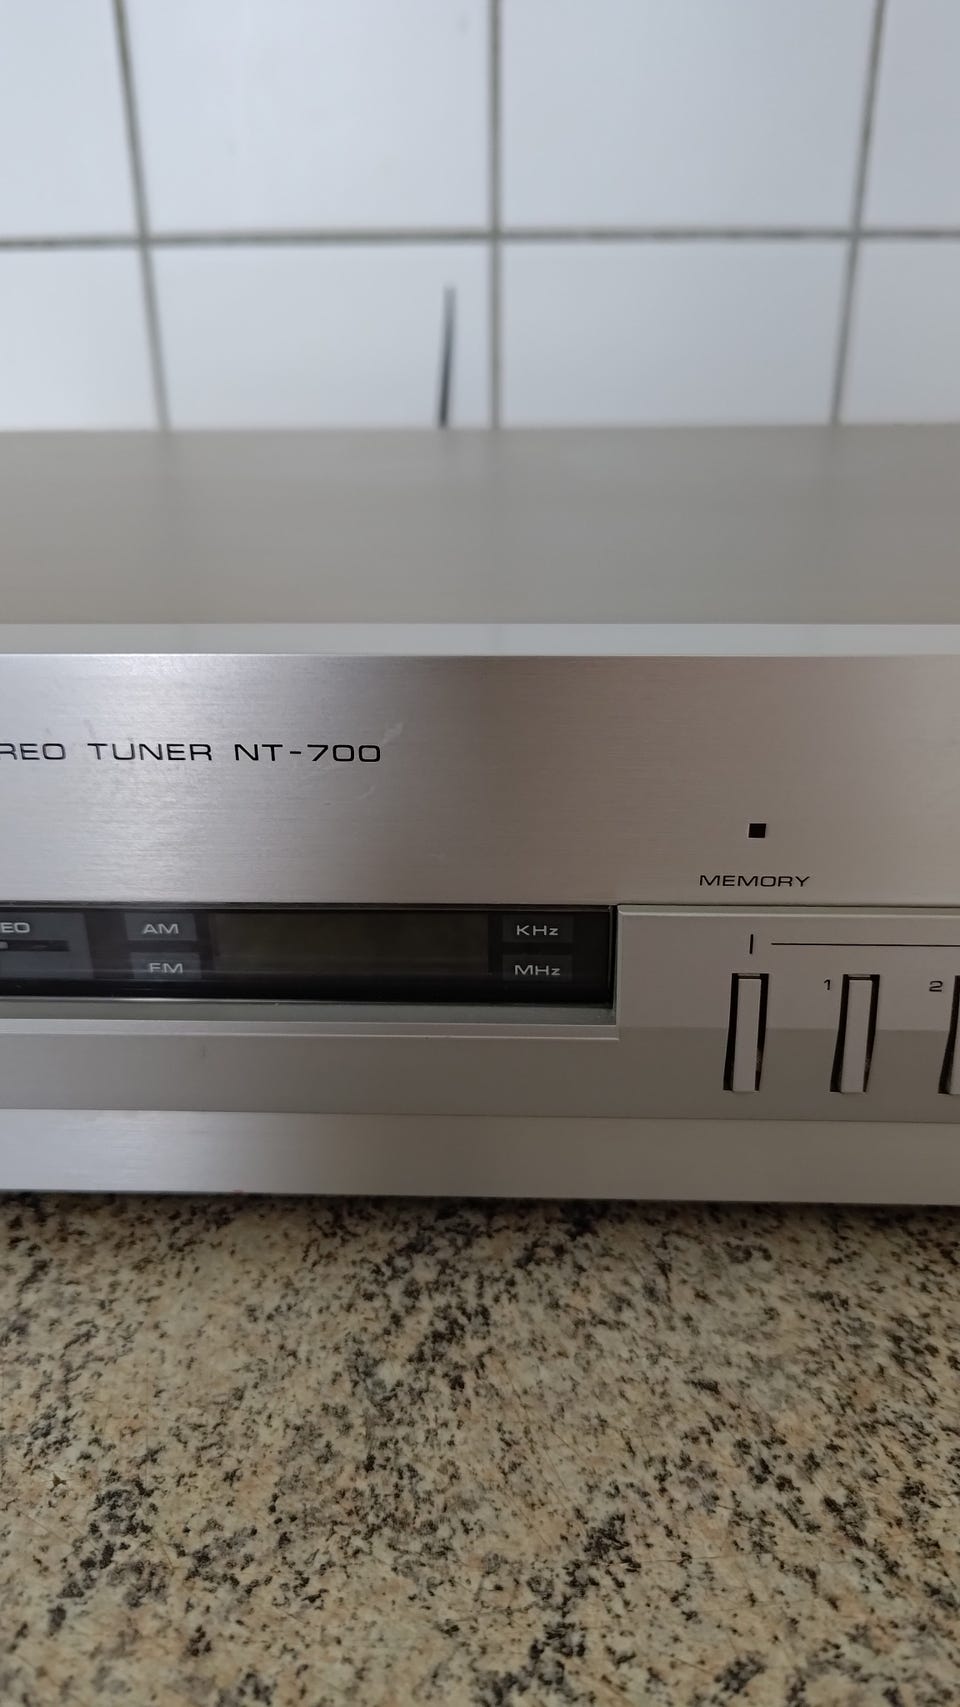 REO TUNER NT-700
MEMORY
EO AM KHz
FM MHz
1 2